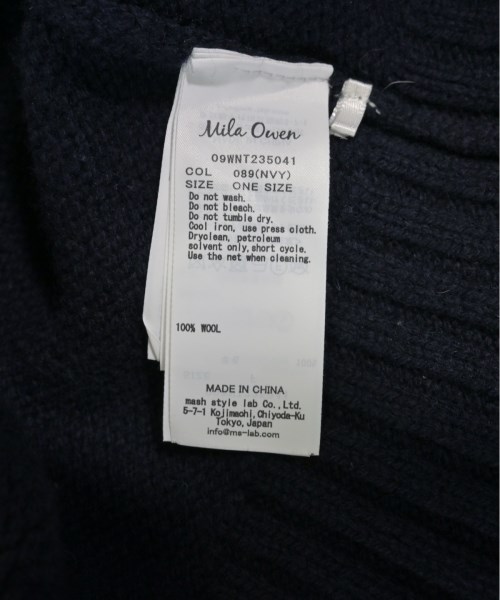 Mila Owen
09WNT235041
COL 089(NVY)
SIZE ONE SIZE
Do not wash.
Do not bleach.
Do not tumble dry.
Cool iron, use press cloth.
Dryclean, petroleum
solvent only,short cycle.
Use the net when cleaning.
100% WOOL
MADE IN CHINA
mash style lab Co.,Ltd.
5-7-1 Kojimachi,Chiyoda-Ku
Tokyo,Japan
info@ms-lab.com